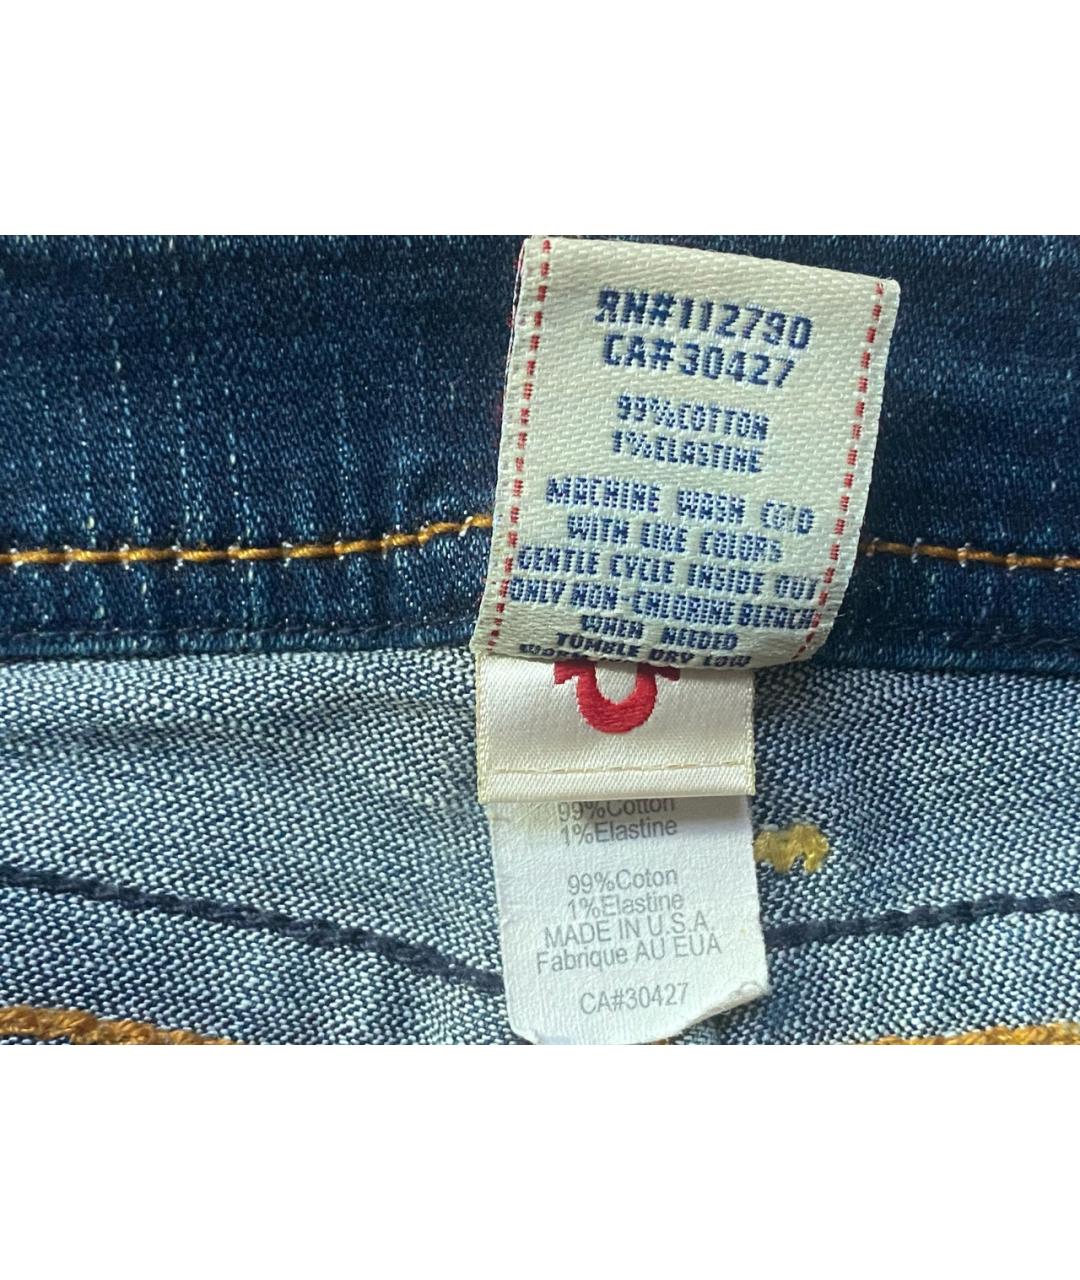 RN#112790
CA#30427
99%COTTON
1%ELASTINE
MACHINE WASH COLD
WITH LIKE COLORS
GENTLE CYCLE INSIDE OUT
ONLY NON-CHLORINE BLEACH
WHEN NEEDED
TUMBLE DRY LOW
99%Cotton
1%Elastine
99%Coton
1%Elastine
MADE IN U.S.A.
Fabrique AU EUA
CA#30427